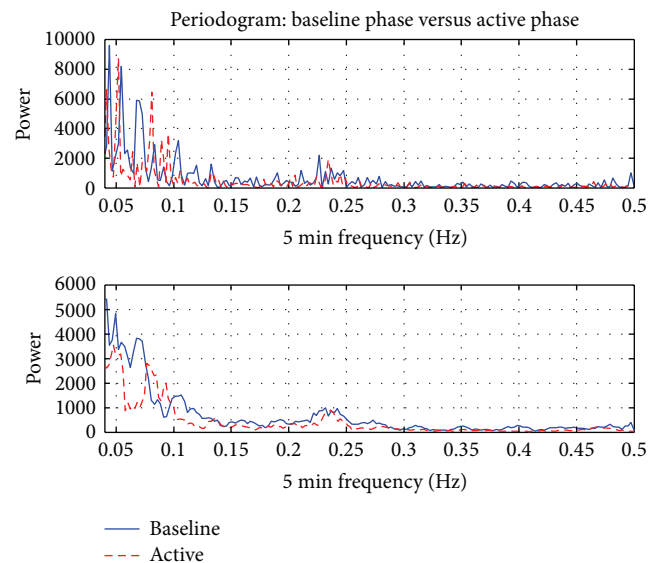 Periodogram: baseline phase versus active phase
10000
8000
6000
4000
2000
0
Power
0.05 0.1 0.15 0.2 0.25 0.3 0.35 0.4 0.45 0.5
5 min frequency (Hz)
6000
5000
4000
3000
2000
1000
0
Power
0.05 0.1 0.15 0.2 0.25 0.3 0.35 0.4 0.45 0.5
5 min frequency (Hz)
Baseline
Active